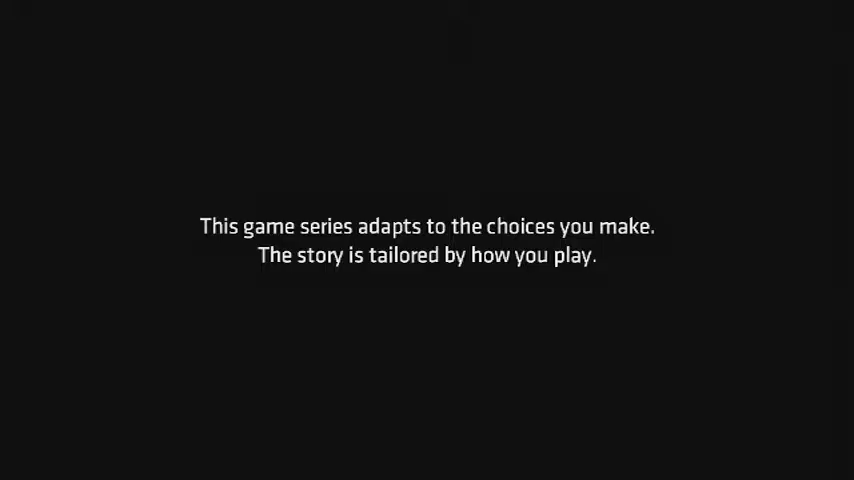 This game series adapts to the choices you make.
The story is tailored by how you play.